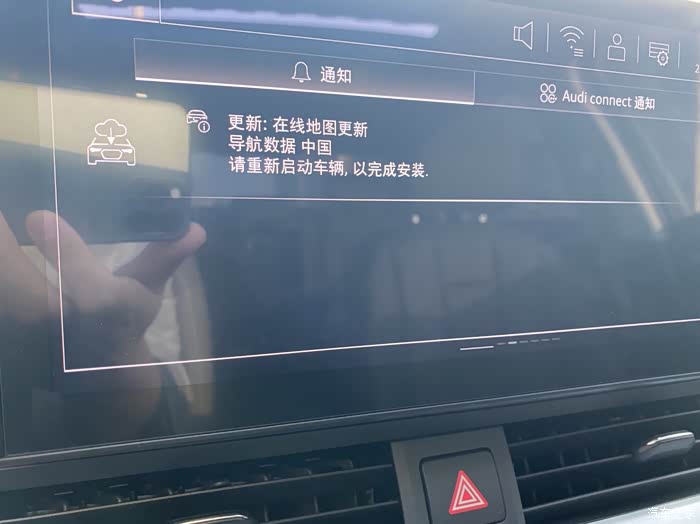 通知
Audi connect 通知
更新: 在线地图更新
导航数据 中国
请重新启动车辆, 以完成安装.